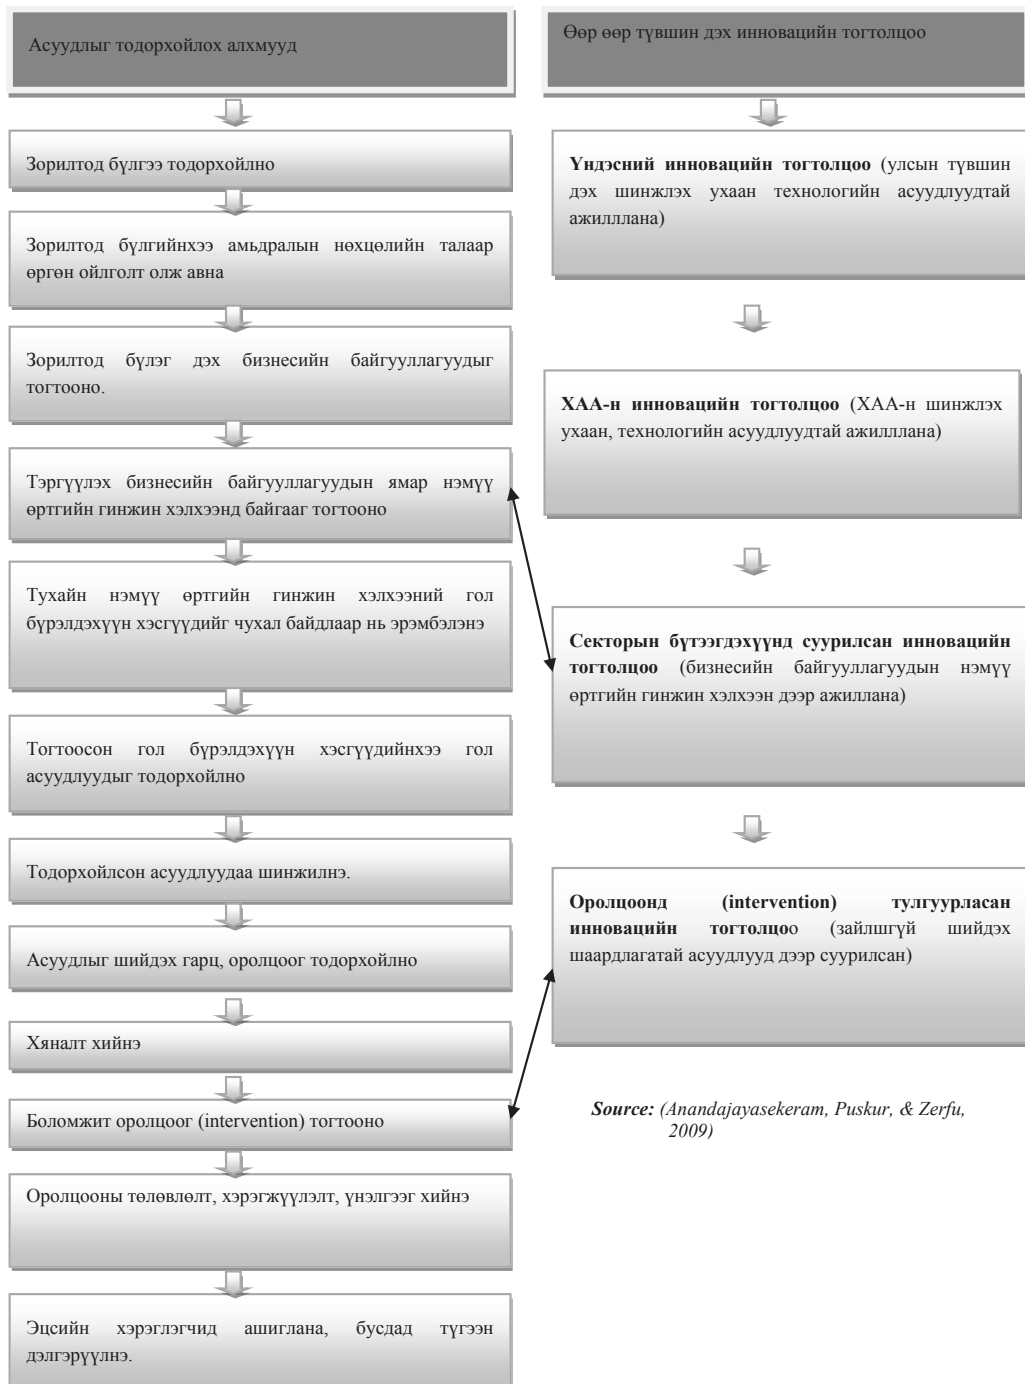 Асуудлыг тодорхойлох алхмууд
Зорилтод бүлгээ тодорхойлно
Зорилтод бүлгийнхээ амьдралын нөхцөлийн талаар
өргөн ойлголт олж авна
Зорилтод бүлэг дэх бизнесийн байгууллагуудыг
тогтооно.
Тэргүүлэх бизнесийн байгууллагуудын ямар нэмүү
өртгийн гинжин хэлхээнд байгааг тогтооно
Тухайн нэмүү өртгийн гинжин хэлхээний гол
бүрэлдэхүүн хэсгүүдийг чухал байдлаар нь эрэмбэлэнэ
Тогтоосон гол бүрэлдэхүүн хэсгүүдийнхээ гол
асуудлуудыг тодорхойлно
Тодорхойлсон асуудлуудаа шинжилнэ.
Асуудлыг шийдэх гарц, оролцоог тодорхойлно
Хяналт хийнэ
Боломжит оролцоог (intervention) тогтооно
Оролцооны төлөвлөлт, хэрэгжүүлэлт, үнэлгээг хийнэ
Эцсийн хэрэглэгчид ашиглана, бусдад түгээн
дэлгэрүүлнэ.
Өөр өөр түвшин дэх инновацийн тогтолцоо
Үндэсний инновацийн тогтолцоо (улсын түвшин
дэх шинжлэх ухаан технологийн асуудлуудтай
ажилллана)
ХАА-н инновацийн тогтолцоо (ХАА-н шинжлэх
ухаан, технологийн асуудлуудтай ажилллана)
Секторын бүтээгдэхүүнд суурилсан инновацийн
тогтолцоо (бизнесийн байгууллагуудын нэмүү
өртгийн гинжин хэлхээн дээр ажиллана)
Оролцоонд (intervention) тулгуурласан
инновацийн тогтолцоо (зайлшгүй шийдэх
шаардлагатай асуудлууд дээр суурилсан)
Source: (Anandajayasekeram, Puskur, & Zerfu,
2009)